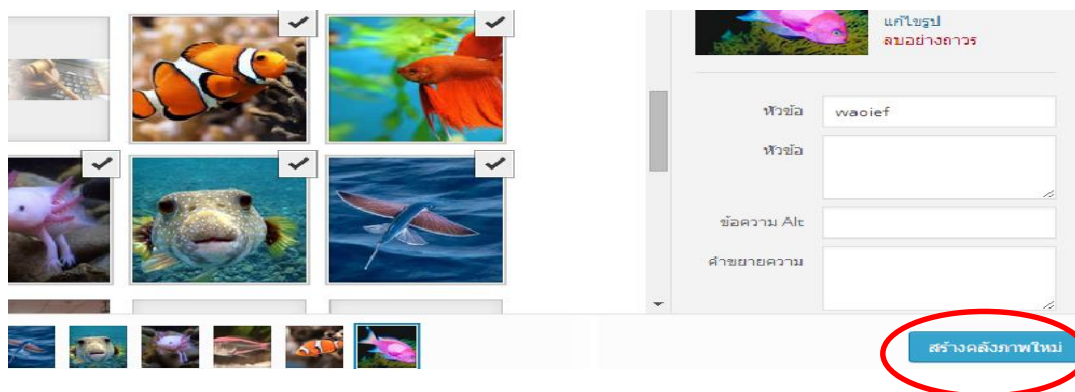 แก้ไขรูป
ลบอย่างถาวร
หัวข้อ
waoief
หัวข้อ
ข้อความ Alt
คำขยายความ
สร้างคลังภาพใหม่